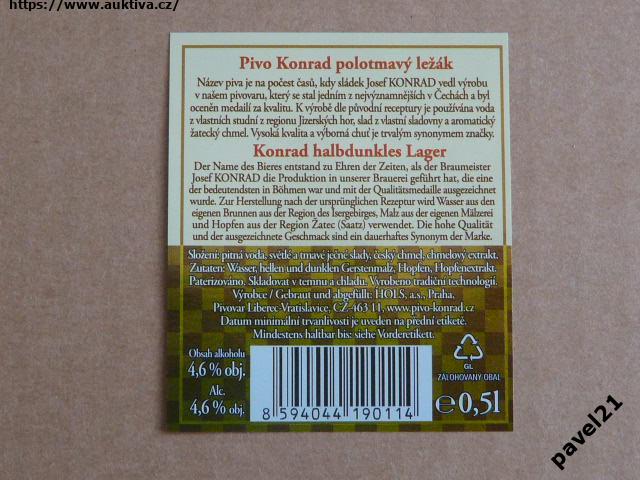 https://www.auktiva.cz/
Pivo Konrad polotmavý ležák
Název piva je na počest časů, kdy sládek Josef KONRAD vedl výrobu
v našem pivovaru, který se stal jedním z nejvýznamnějších v Čechách a byl
oceněn medailí za kvalitu. K výrobě dle původní receptury je používána voda
z vlastních studní z regionu Jizerských hor, slad z vlastní sladovny a aromatický
žatecký chmel. Vysoká kvalita a výborná chuť je trvalým synonymem značky.
Konrad halbdunkles Lager
Der Name des Bieres entstand zu Ehren der Zeiten, als der Braumeister
Josef KONRAD die Produktion in unserer Brauerei geführt hat, die eine
der bedeutendsten in Böhmen war und mit der Qualitätsmedaille ausgezeichnet
wurde. Zur Herstellung nach der ursprünglichen Rezeptur wird Wasser aus den
eigenen Brunnen aus der Region des Isergebirges, Malz aus der eigenen Mälzerei
und Hopfen aus der Region Žatec (Saatz) verwendet. Die hohe Qualität
und der ausgezeichnete Geschmack sind ein dauerhaftes Synonym der Marke.
Složení: pitná voda, světlé a tmavé ječné slady, český chmel, chmelový extrakt.
Zutaten: Wasser, hellen und dunklen Gerstenmalz, Hopfen, Hopfenextrakt.
Paterizováno. Skladovat v temnu a chladu. Vyrobeno tradiční technologií.
Výrobce / Gebraut und abgefüllt: HOLS, a.s., Praha,
Pivovar Liberec-Vratislavice, CZ-463 11, www.pivo-konrad.cz
Datum minimální trvanlivosti je uveden na přední etiketě.
Mindestens haltbar bis: siehe Vorderetikett.
Obsah alkoholu
4,6 % obj.
Alc.
4,6 % obj.
8 594044 190114
GL
ZÁLOHOVANÝ OBAL
℮ 0,5l
pavel21